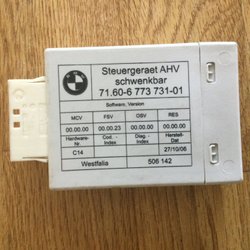 BMW
Steuergeraet AHV
schwenkbar
71.60-6 773 731-01
Software, Version
MCV FSV OSV RES
00.00.00 00.00.23 00.00.00 00.00.00
Hardware-Nr. Cod.-Index Diag.-Index Herstell-Dat
C14 27/10/06
Westfalia 506 142